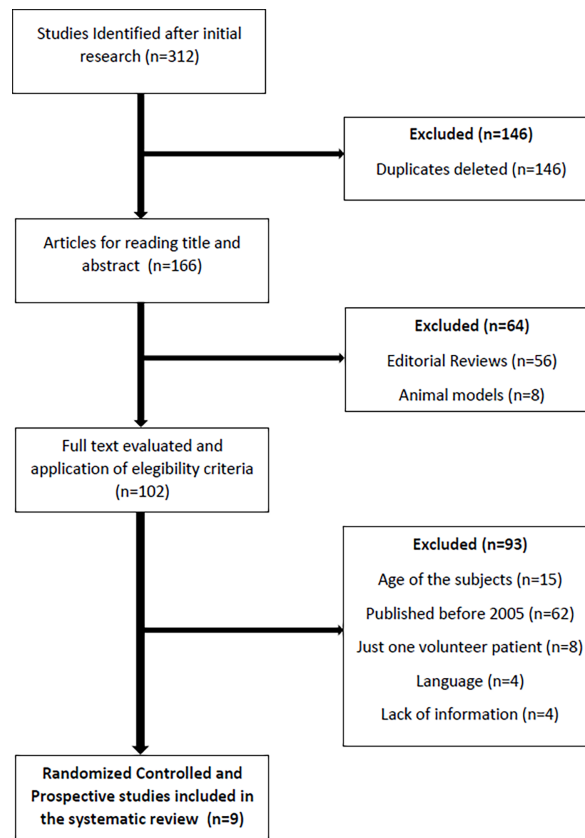 Studies Identified after initial
research (n=312)
Excluded (n=146)
Duplicates deleted (n=146)
Articles for reading title and
abstract (n=166)
Excluded (n=64)
Editorial Reviews (n=56)
Animal models (n=8)
Full text evaluated and
application of elegibility criteria
(n=102)
Excluded (n=93)
Age of the subjects (n=15)
Published before 2005 (n=62)
Just one volunteer patient (n=8)
Language (n=4)
Lack of information (n=4)
Randomized Controlled and
Prospective studies included in
the systematic review (n=9)